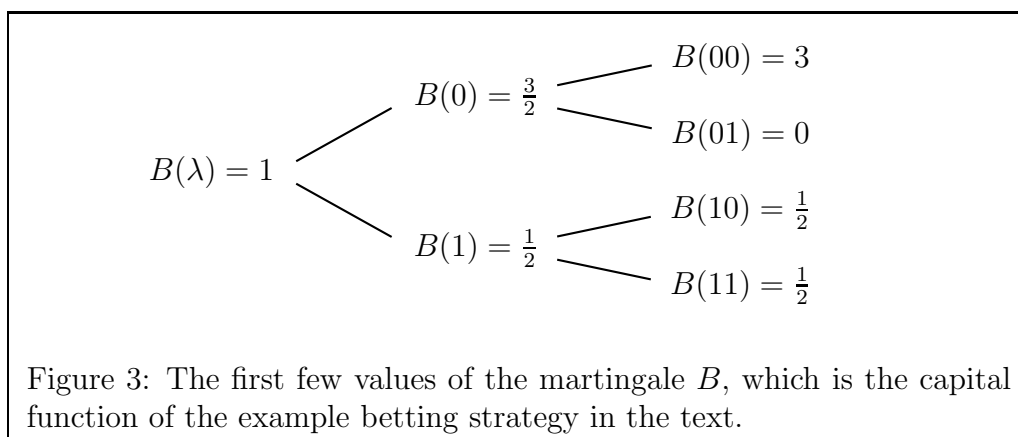 B(00) = 3
B(0) = 3/2
B(01) = 0
B(λ) = 1
B(10) = 1/2
B(1) = 1/2
B(11) = 1/2
Figure 3: The first few values of the martingale B, which is the capital
function of the example betting strategy in the text.